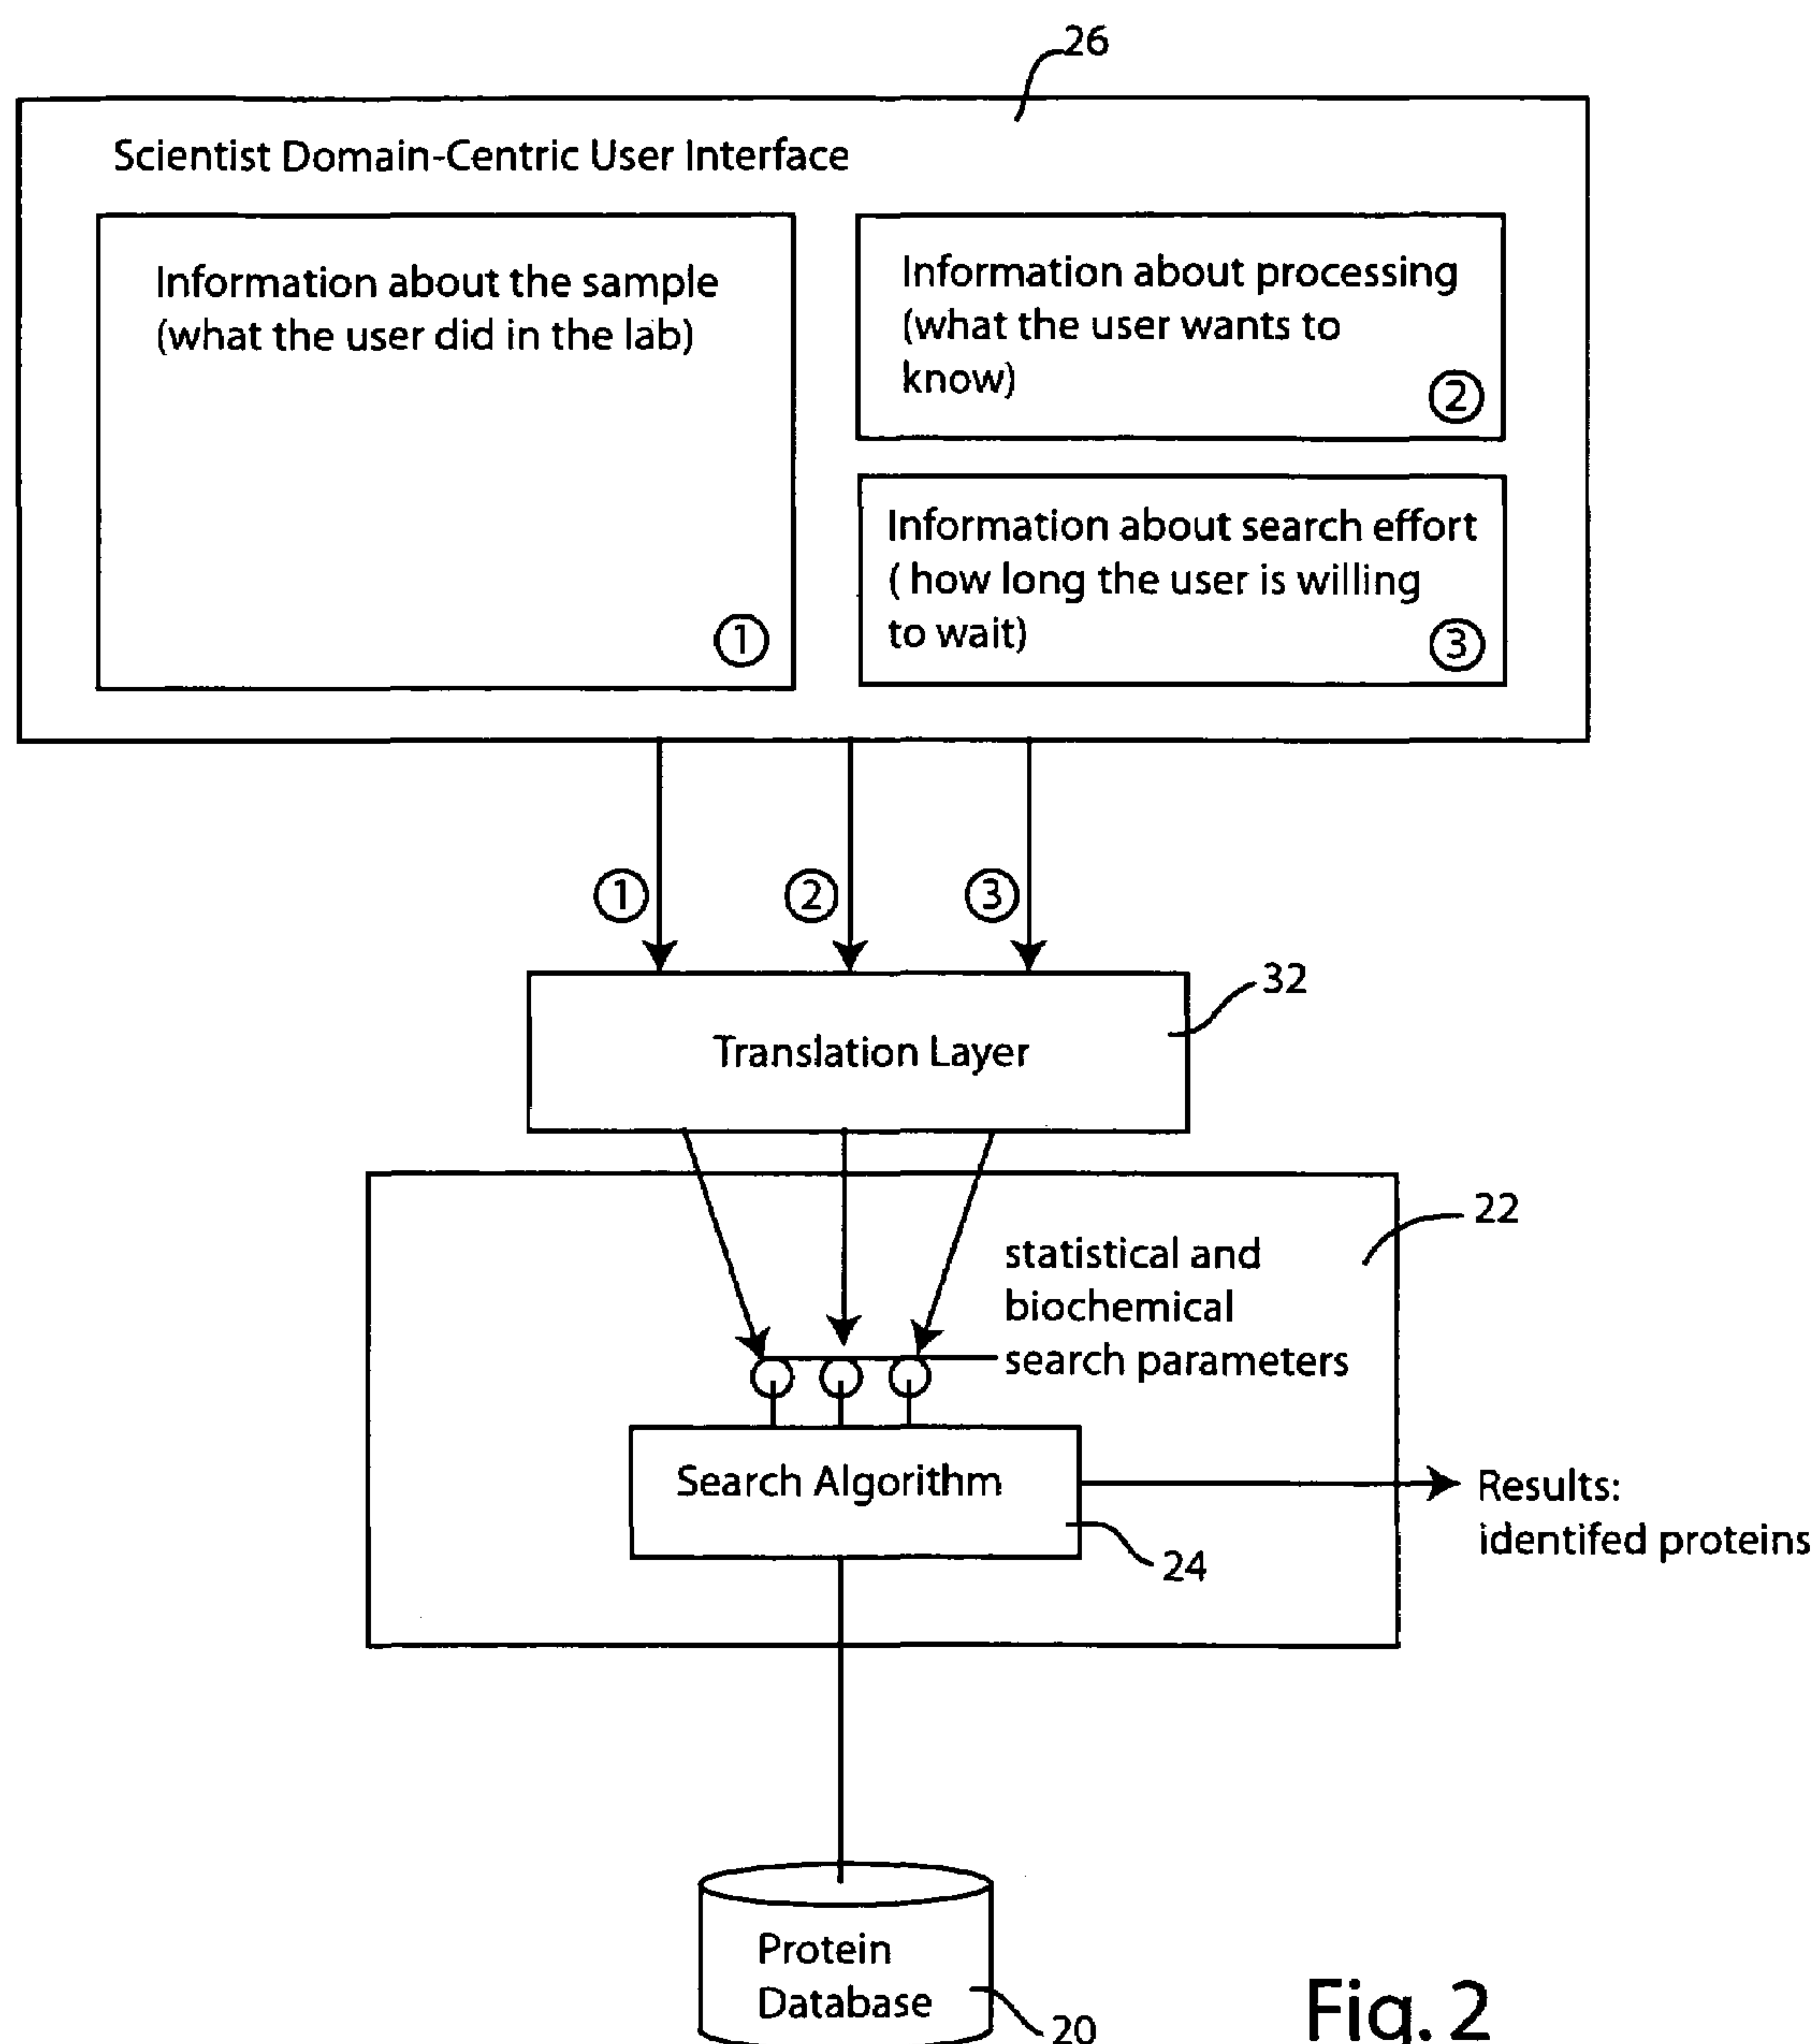 26
Scientist Domain-Centric User Interface
Information about the sample
(what the user did in the lab)
①
Information about processing
(what the user wants to
know)
②
Information about search effort
( how long the user is willing
to wait)
③
①
②
③
32
Translation Layer
22
statistical and
biochemical
search parameters
Search Algorithm
24
Results:
identifed proteins
Protein
Database
20
Fig. 2